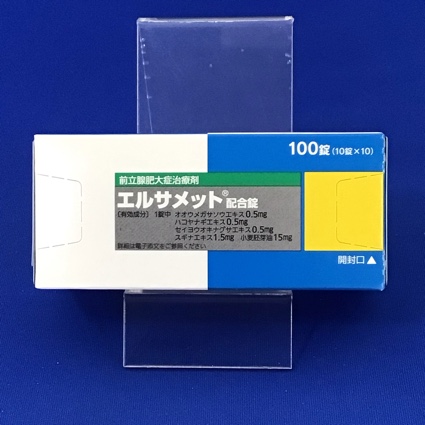 100錠(10錠×10)
前立腺肥大症治療剤
エルサメット®配合錠
(有効成分) 1錠中 オオウメガサソウエキス0.5mg
ハコヤナギエキス0.5mg
セイヨウオキナグサエキス0.5mg
スギナエキス1.5mg 小麦胚芽油15mg
詳細は電子添文をご参照ください。
開封口▲